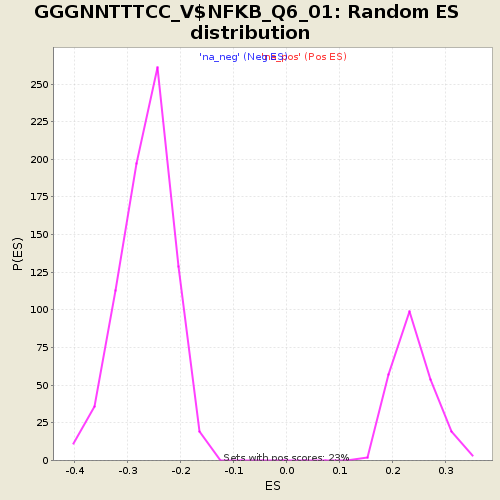 GGGNNTTTCC_V$NFKB_Q6_01: Random ES
distribution
'na_neg' (Neg ES) 'na_pos' (Pos ES)
P(ES)
250
225
200
175
150
125
100
75
50
25
0
Sets with pos scores: 23%
-0.4 -0.3 -0.2 -0.1 0.0 0.1 0.2 0.3
ES